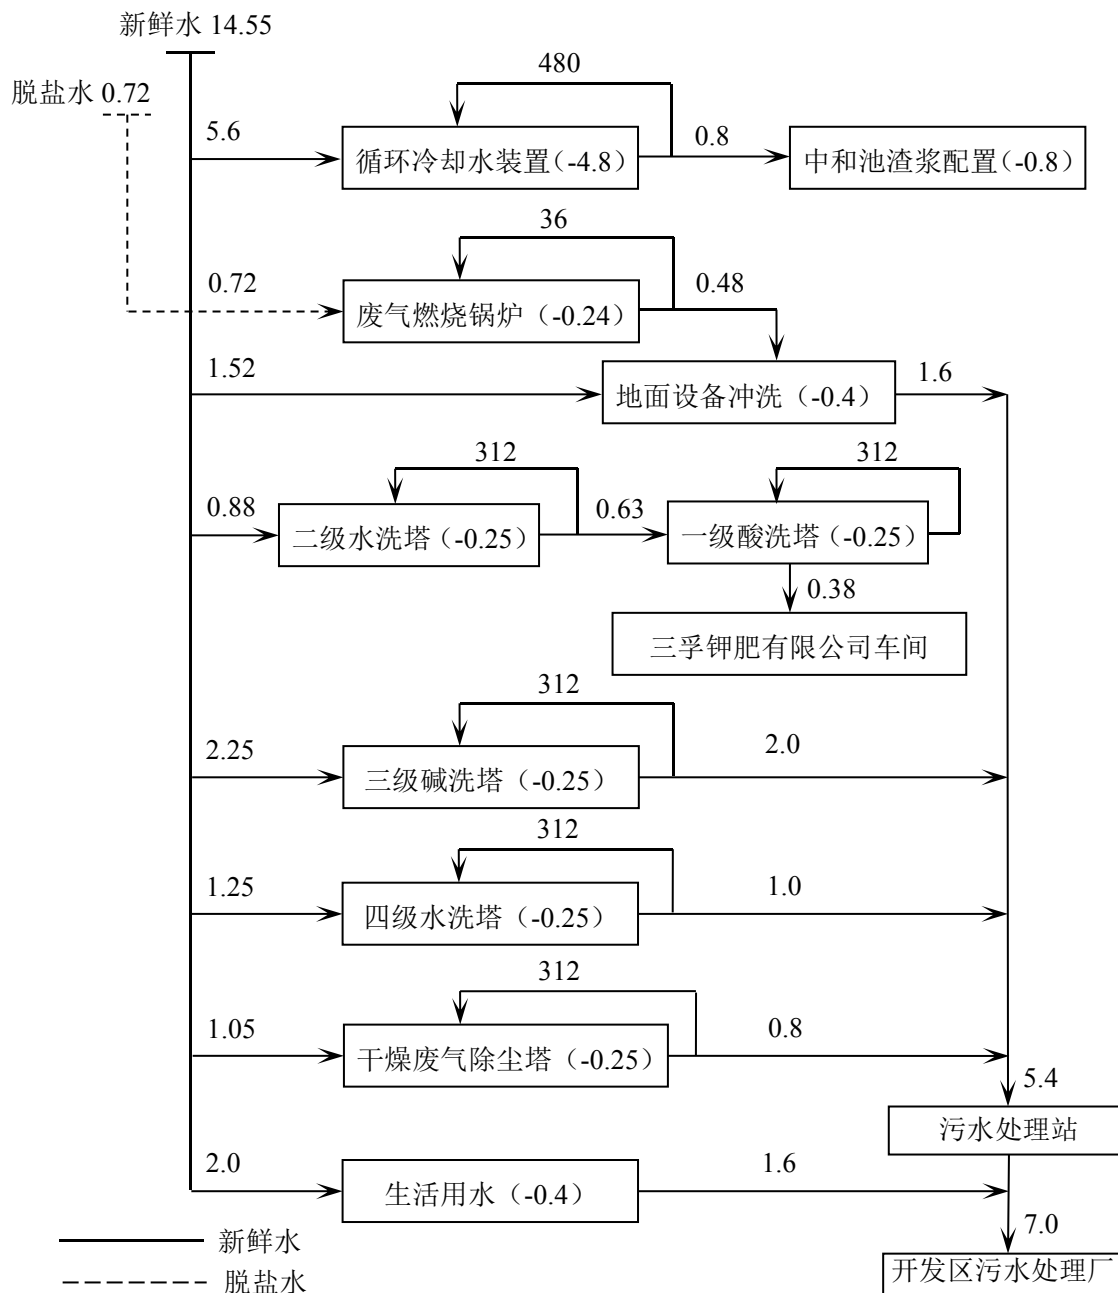 新鲜水 14.55
脱盐水 0.72
480
5.6
循环冷却水装置(-4.8)
0.8
中和池渣浆配置(-0.8)
36
0.72
废气燃烧锅炉（-0.24）
0.48
1.52
地面设备冲洗（-0.4）
1.6
312
312
0.88
二级水洗塔(-0.25)
0.63
一级酸洗塔(-0.25)
0.38
三孚钾肥有限公司车间
312
2.25
三级碱洗塔（-0.25）
2.0
312
1.25
四级水洗塔（-0.25）
1.0
312
1.05
干燥废气除尘塔（-0.25）
0.8
5.4
污水处理站
2.0
生活用水（-0.4）
1.6
7.0
新鲜水
开发区污水处理厂
脱盐水